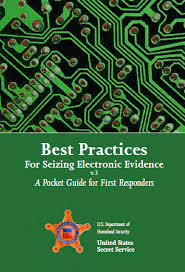 Best Practices
For Seizing Electronic Evidence
v.3
A Pocket Guide for First Responders
U.S. Department of
Homeland Security
United States
Secret Service